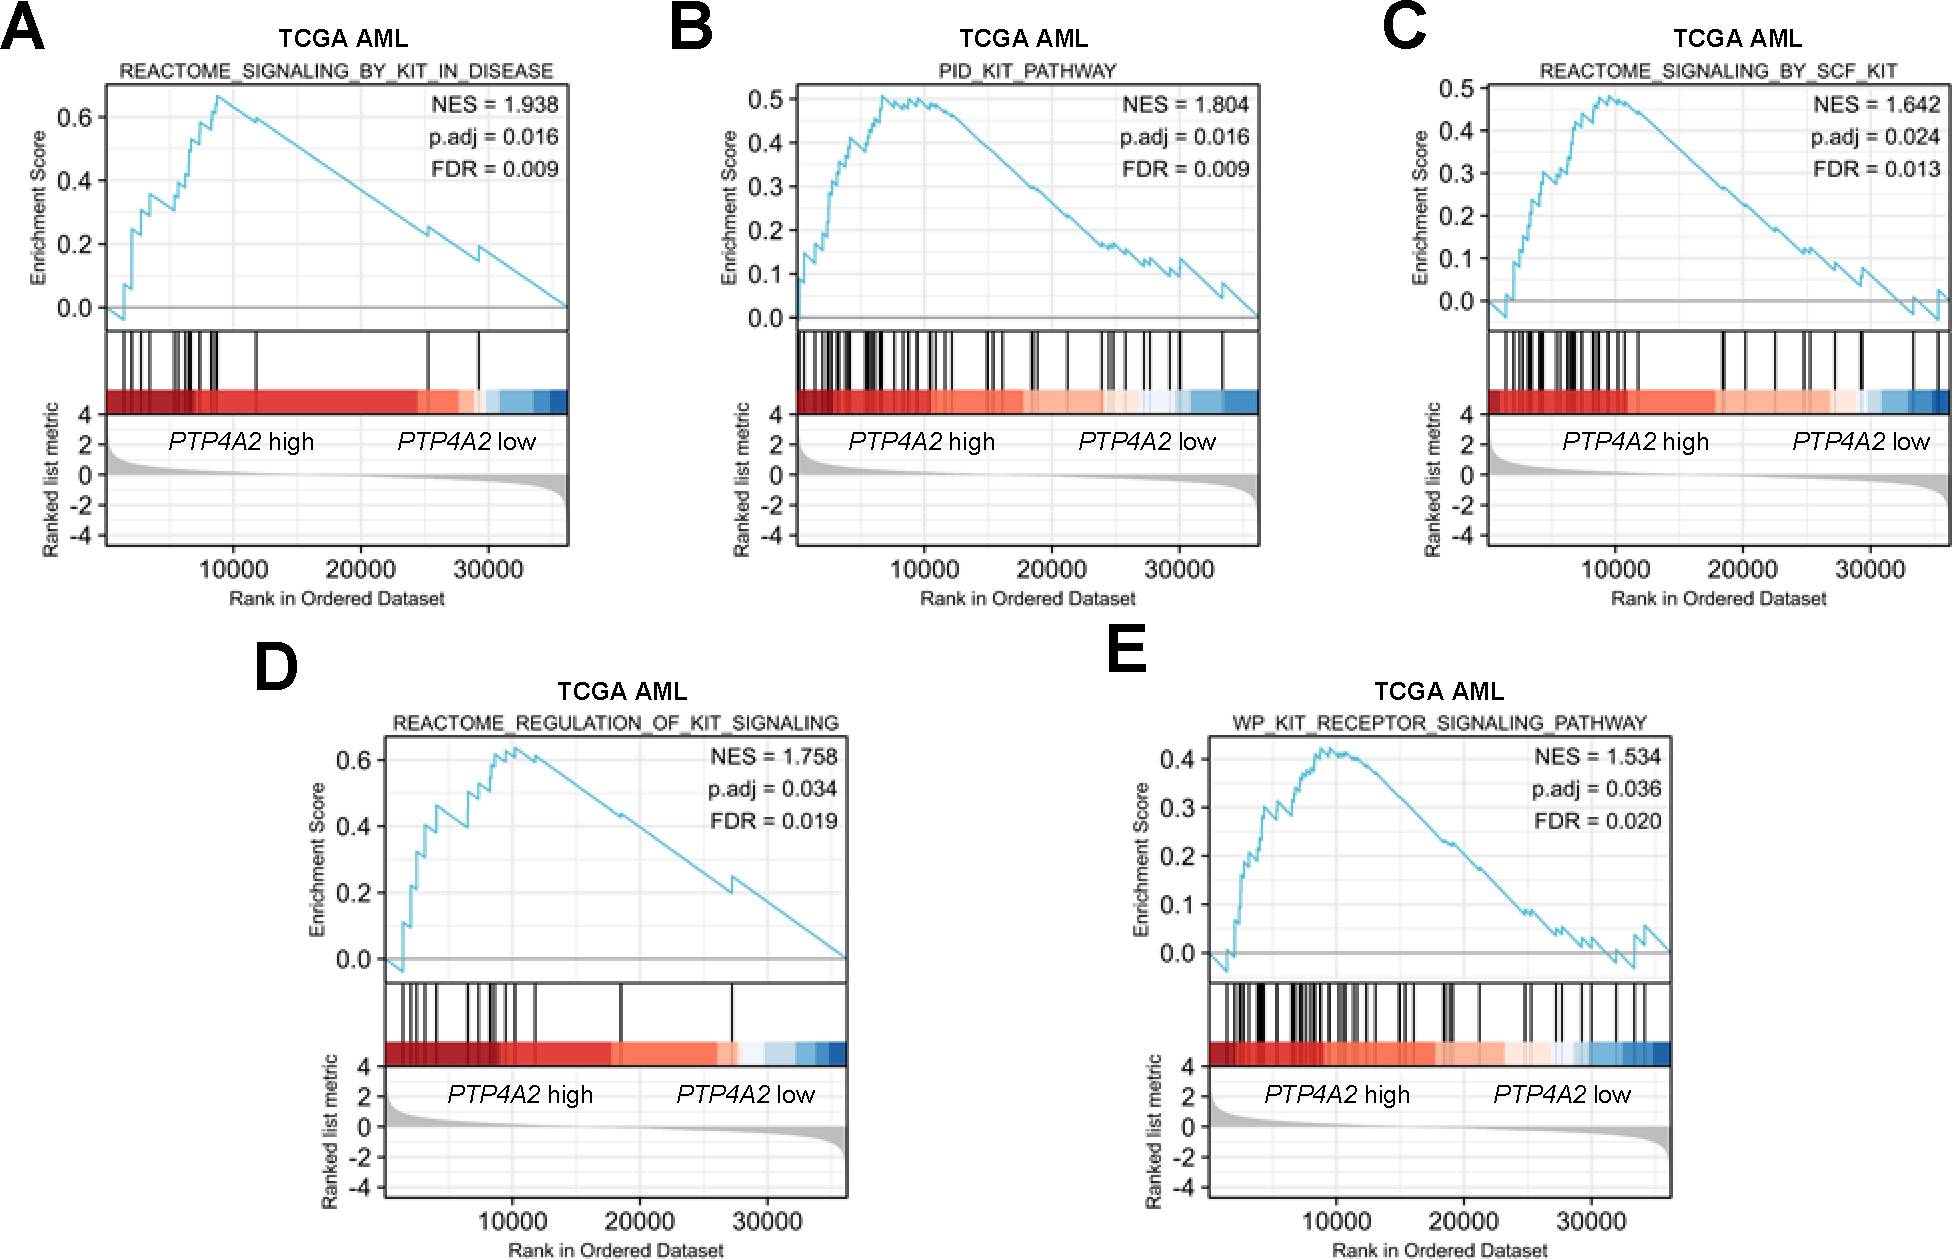 A
TCGA AML
REACTOME_SIGNALING_BY_KIT_IN_DISEASE
NES = 1.938
p.adj = 0.016
FDR = 0.009
Enrichment Score
0.6
0.4
0.2
0.0
Ranked list metric
4
2
0
-2
-4
PTP4A2 high
PTP4A2 low
10000
20000
30000
Rank in Ordered Dataset
B
TCGA AML
PID_KIT_PATHWAY
NES = 1.804
p.adj = 0.016
FDR = 0.009
Enrichment Score
0.5
0.4
0.3
0.2
0.1
0.0
Ranked list metric
4
2
0
-2
-4
PTP4A2 high
PTP4A2 low
10000
20000
30000
Rank in Ordered Dataset
C
TCGA AML
REACTOME_SIGNALING_BY_SCF_KIT
NES = 1.642
p.adj = 0.024
FDR = 0.013
Enrichment Score
0.5
0.4
0.3
0.2
0.1
0.0
Ranked list metric
4
2
0
-2
-4
PTP4A2 high
PTP4A2 low
10000
20000
30000
Rank in Ordered Dataset
D
TCGA AML
REACTOME_REGULATION_OF_KIT_SIGNALING
NES = 1.758
p.adj = 0.034
FDR = 0.019
Enrichment Score
0.6
0.4
0.2
0.0
Ranked list metric
4
2
0
-2
-4
PTP4A2 high
PTP4A2 low
10000
20000
30000
Rank in Ordered Dataset
E
TCGA AML
WP_KIT_RECEPTOR_SIGNALING_PATHWAY
NES = 1.534
p.adj = 0.036
FDR = 0.020
Enrichment Score
0.4
0.3
0.2
0.1
0.0
Ranked list metric
4
2
0
-2
-4
PTP4A2 high
PTP4A2 low
10000
20000
30000
Rank in Ordered Dataset